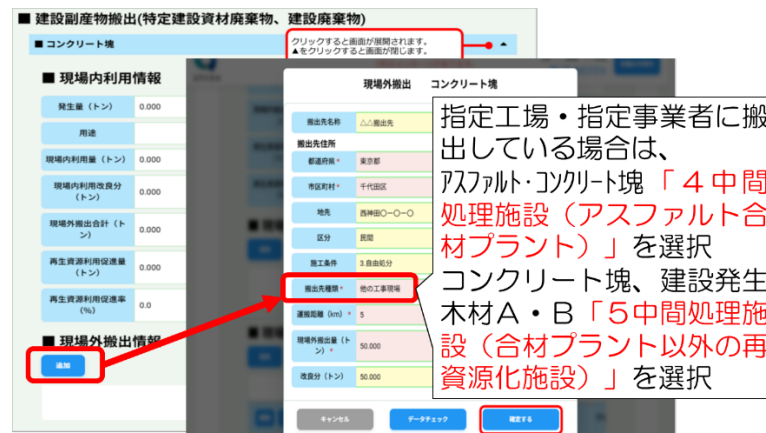 ■ 建設副産物搬出(特定建設資材廃棄物、建設廃棄物)
■ コンクリート塊
クリックすると画面が展開されます。
▲をクリックすると画面が閉じます。
■ 現場内利用情報
発生量（トン） 0.000
用途
現場内利用量（トン） 0.000
現場内利用改良分
（トン） 0.000
現場外搬出合計（ト
ン） 0.000
再生資源利用促進量
（トン） 0.000
再生資源利用促進率
（%） 0.0
■ 現場外搬出情報
追加
現場外搬出 コンクリート塊
搬出先名称 △△搬出先
搬出先住所
都道府県* 東京都
市区町村* 千代田区
地先 西神田○-○-○
区分 民間
施工条件 3.自由処分
搬出先種類* 他の工事現場
運搬距離（km）* 5
現場外搬出量（ト
ン）* 50.000
改良分（トン） 50.000
キャンセル データチェック 確定する
指定工場・指定事業者に搬
出している場合は、
ｱｽﾌｧﾙﾄ･ｺﾝｸﾘｰﾄ塊「４中間
処理施設（アスファルト合
材プラント）」を選択
コンクリート塊、建設発生
木材Ａ・Ｂ「５中間処理施
設（合材プラント以外の再
資源化施設）」を選択